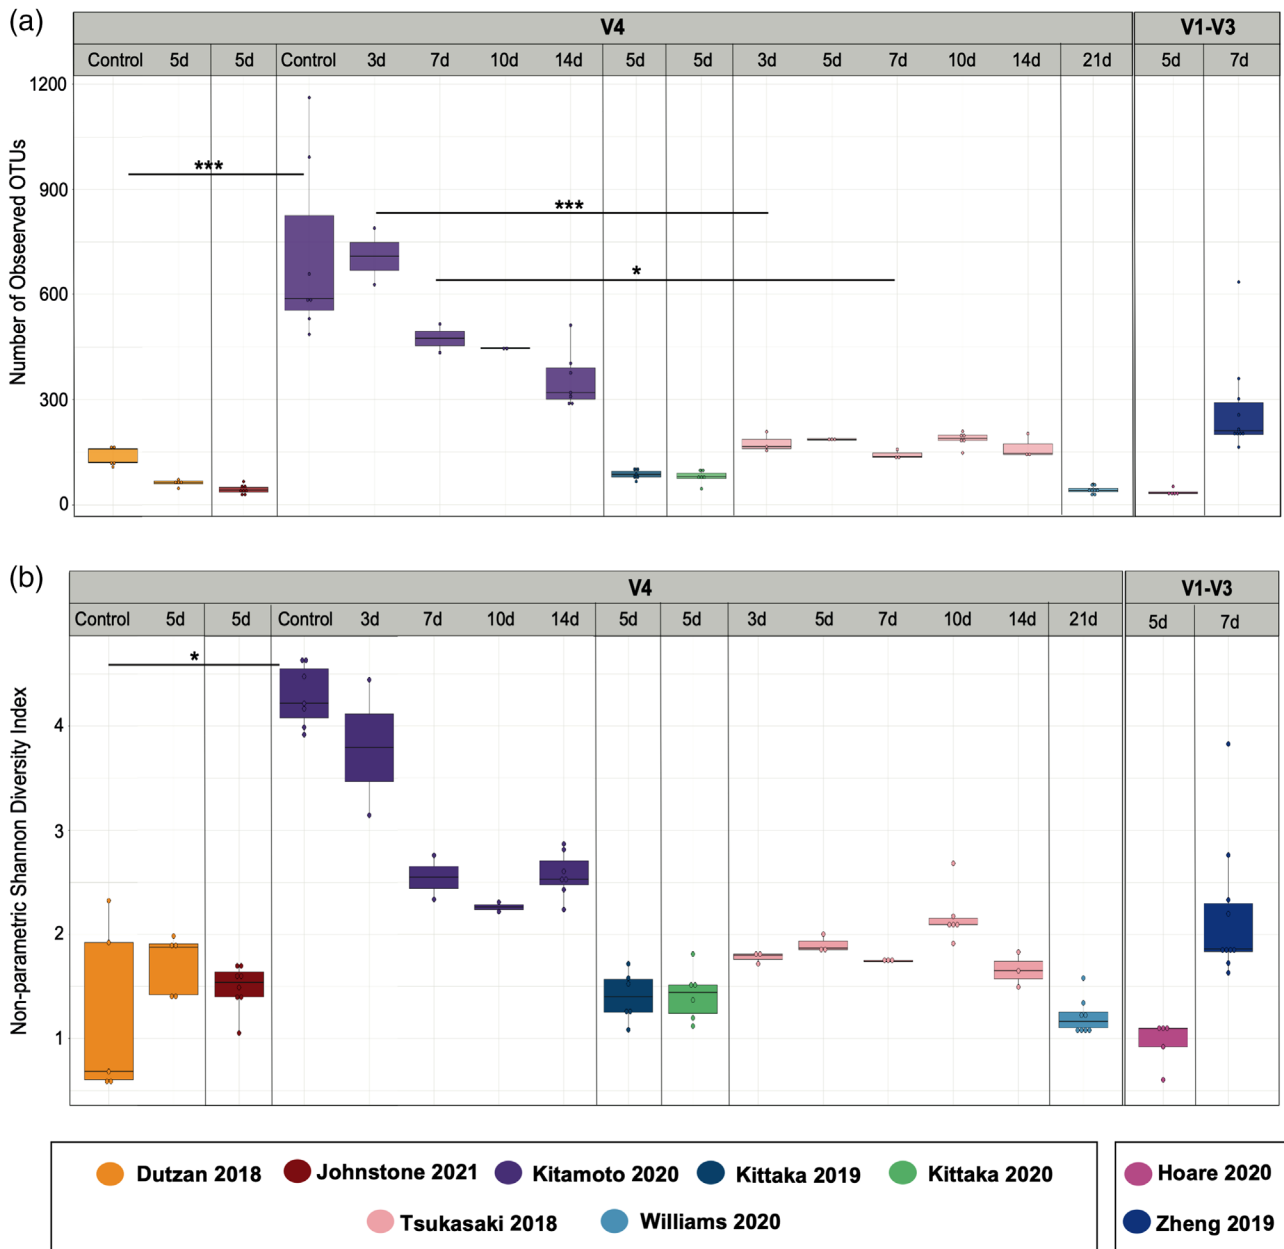 (a)
V4 V1-V3
Control 5d 5d Control 3d 7d 10d 14d 5d 5d 3d 5d 7d 10d 14d 21d 5d 7d
Number of Obseerved OTUs
1200
900
600
300
0
***
***
*
(b)
V4 V1-V3
Control 5d 5d Control 3d 7d 10d 14d 5d 5d 3d 5d 7d 10d 14d 21d 5d 7d
Non-parametric Shannon Diversity Index
4
3
2
1
*
Dutzan 2018 Johnstone 2021 Kitamoto 2020 Kittaka 2019 Kittaka 2020 Hoare 2020
Tsukasaki 2018 Williams 2020 Zheng 2019